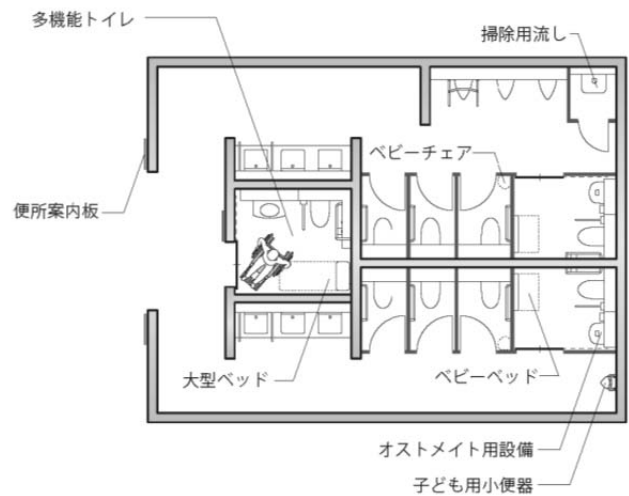 多機能トイレ
掃除用流し
ベビーチェア
便所案内板
大型ベッド
ベビーベッド
オストメイト用設備
子ども用小便器